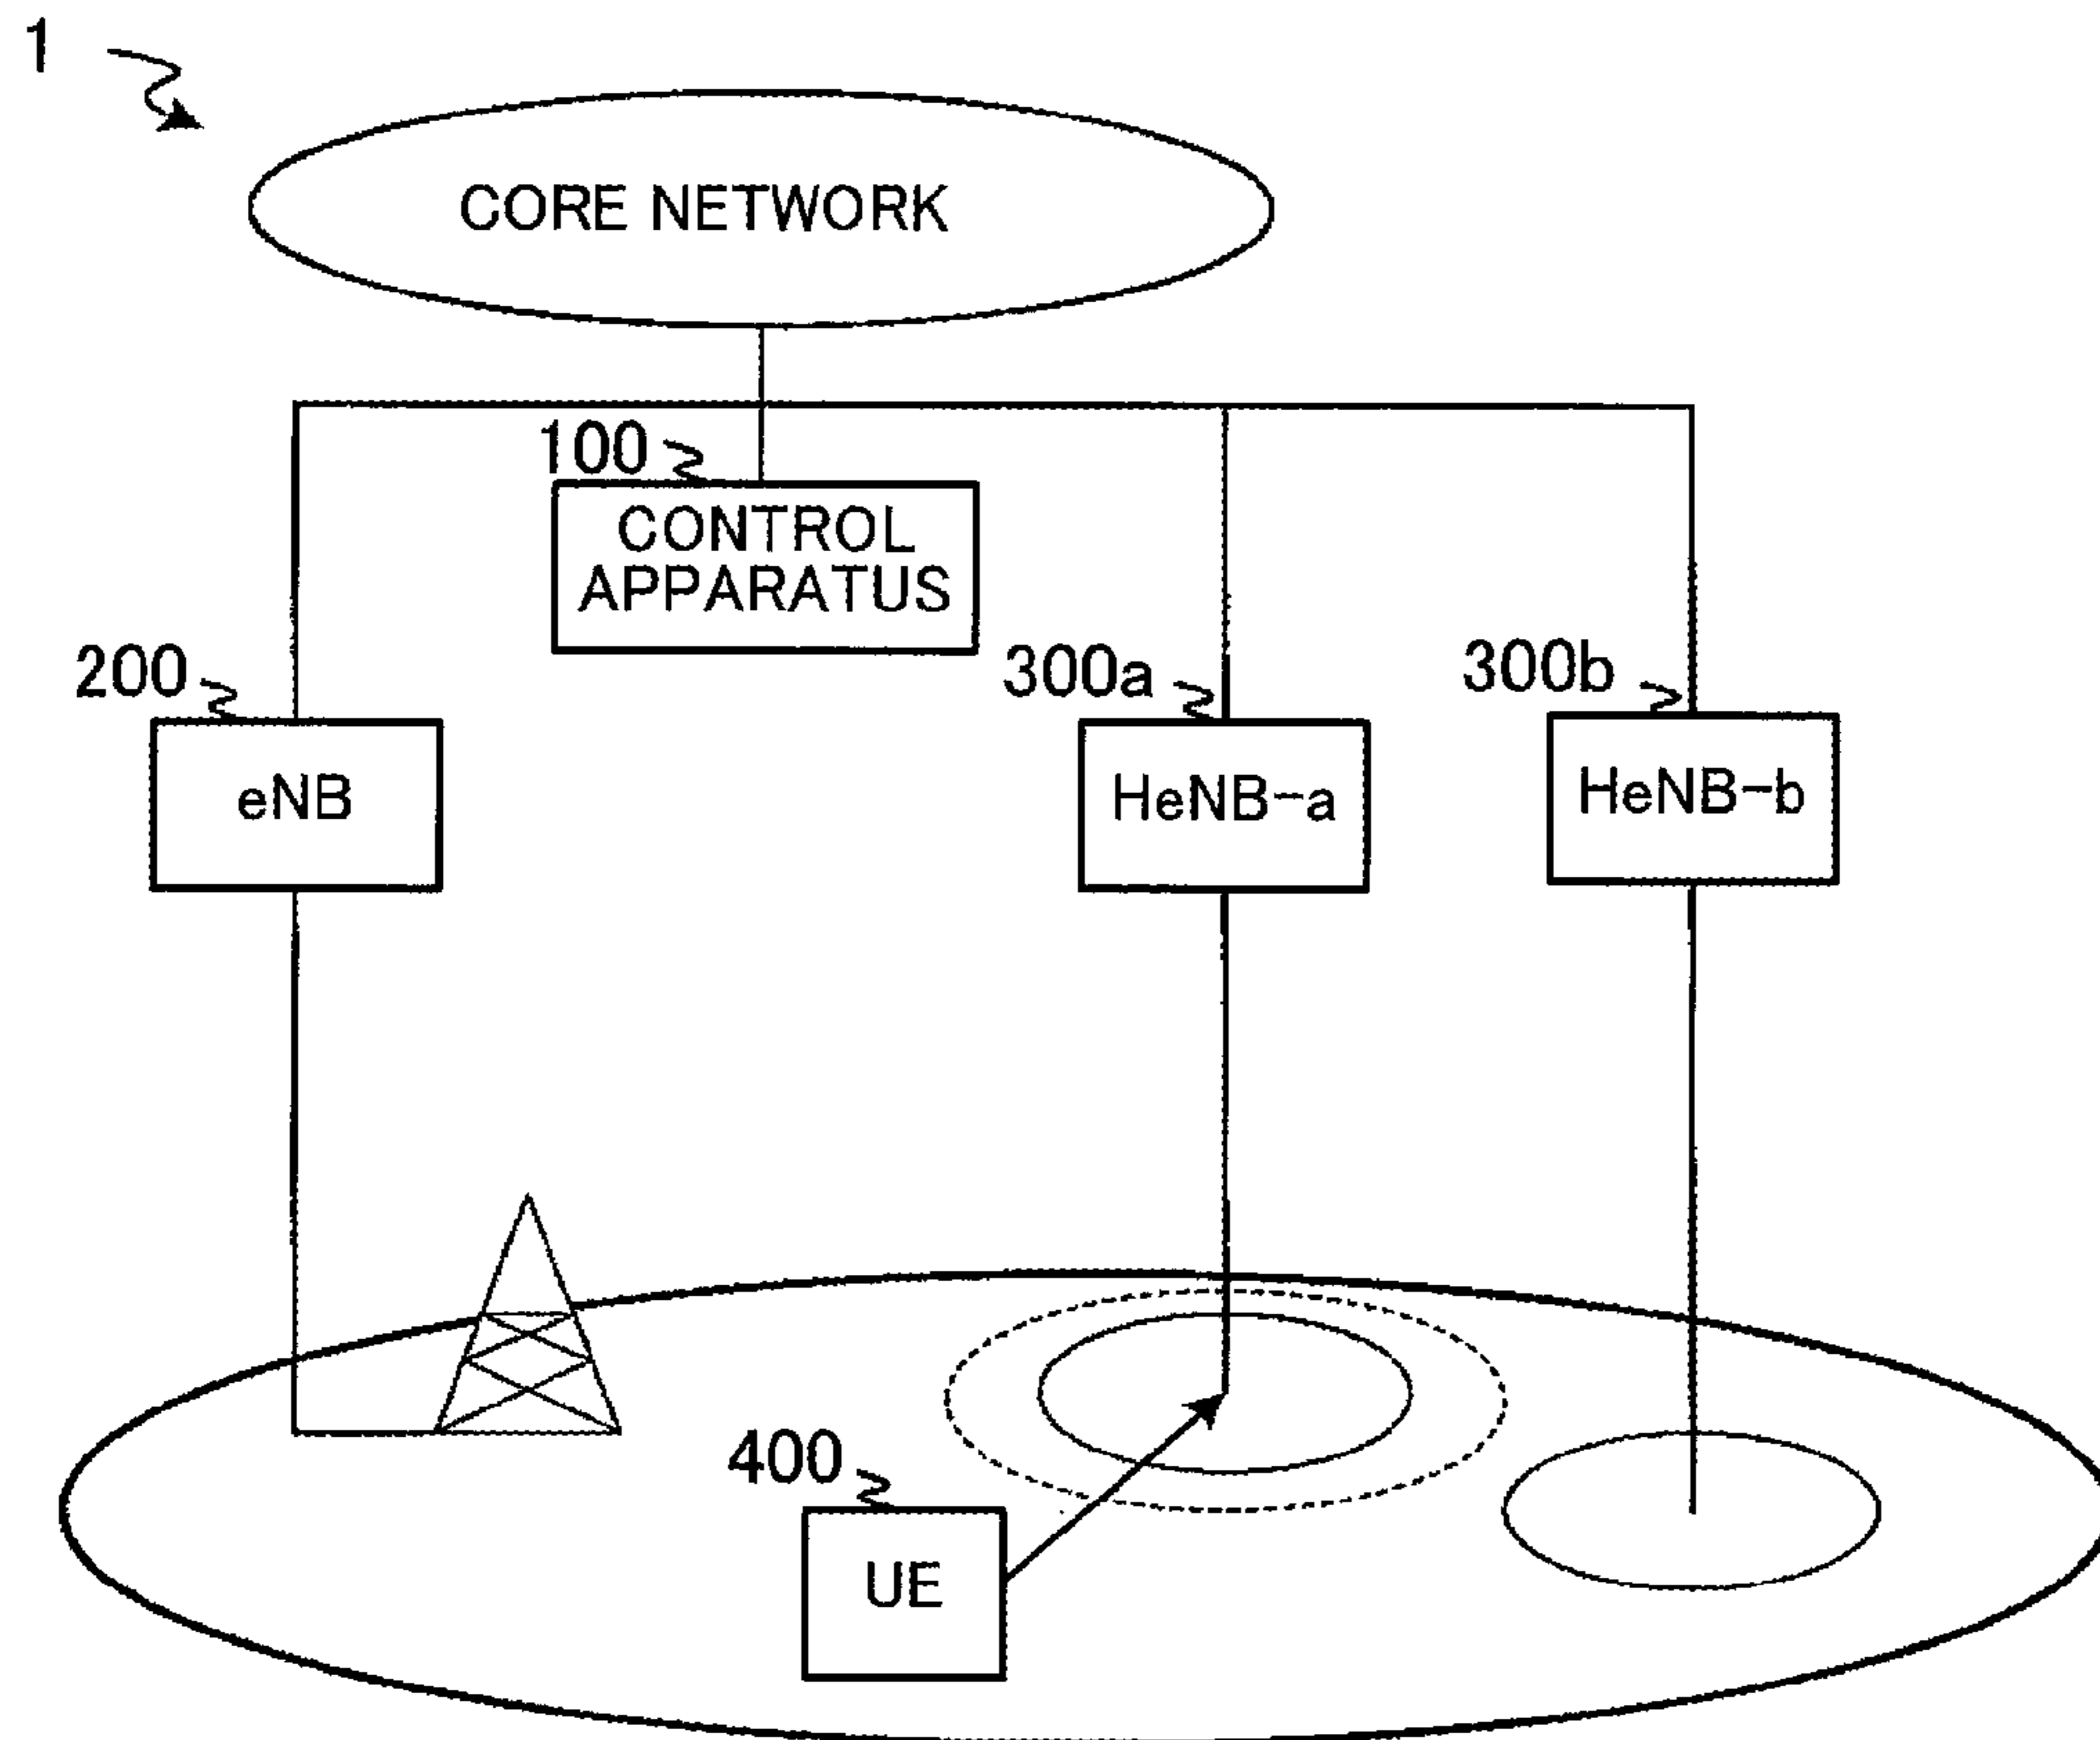 1
CORE NETWORK
100
CONTROL
APPARATUS
200
300a
300b
eNB
HeNB-a
HeNB-b
400
UE